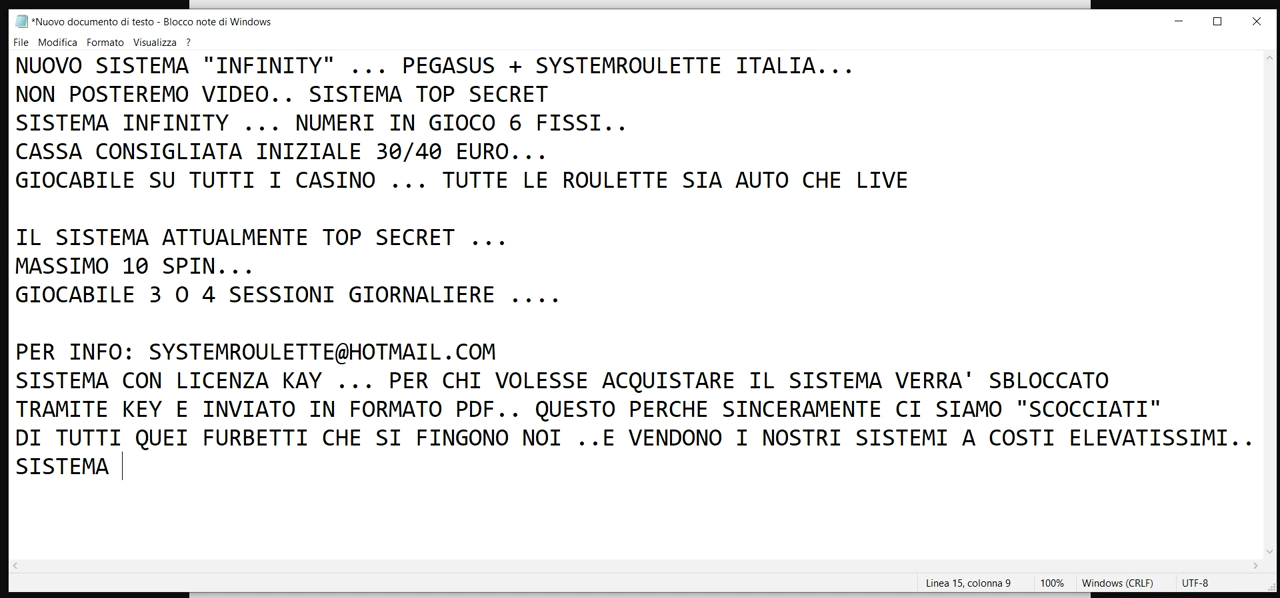 *Nuovo documento di testo - Blocco note di Windows
File Modifica Formato Visualizza ?
NUOVO SISTEMA "INFINITY" ... PEGASUS + SYSTEMROULETTE ITALIA...
NON POSTEREMO VIDEO.. SISTEMA TOP SECRET
SISTEMA INFINITY ... NUMERI IN GIOCO 6 FISSI..
CASSA CONSIGLIATA INIZIALE 30/40 EURO...
GIOCABILE SU TUTTI I CASINO ... TUTTE LE ROULETTE SIA AUTO CHE LIVE
IL SISTEMA ATTUALMENTE TOP SECRET ...
MASSIMO 10 SPIN...
GIOCABILE 3 O 4 SESSIONI GIORNALIERE ....
PER INFO: SYSTEMROULETTE@HOTMAIL.COM
SISTEMA CON LICENZA KAY ... PER CHI VOLESSE ACQUISTARE IL SISTEMA VERRA' SBLOCCATO
TRAMITE KEY E INVIATO IN FORMATO PDF.. QUESTO PERCHE SINCERAMENTE CI SIAMO "SCOCCIATI"
DI TUTTI QUEI FURBETTI CHE SI FINGONO NOI ..E VENDONO I NOSTRI SISTEMI A COSTI ELEVATISSIMI..
SISTEMA
Linea 15, colonna 9 100% Windows (CRLF) UTF-8